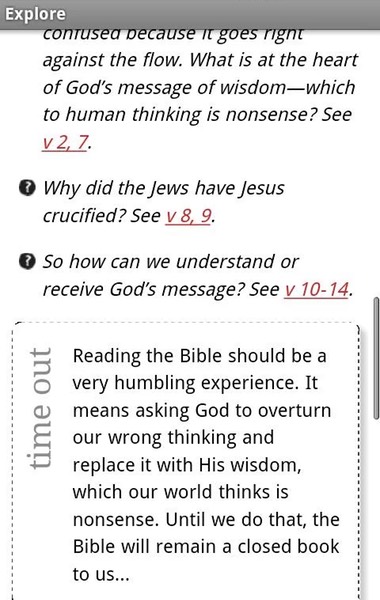 Explore
confused because it goes right
against the flow. What is at the heart
of God’s message of wisdom—which
to human thinking is nonsense? See
v 2, 7.
Why did the Jews have Jesus
crucified? See v 8, 9.
So how can we understand or
receive God’s message? See v 10-14.
time out
Reading the Bible should be a
very humbling experience. It
means asking God to overturn
our wrong thinking and
replace it with His wisdom,
which our world thinks is
nonsense. Until we do that, the
Bible will remain a closed book
to us...